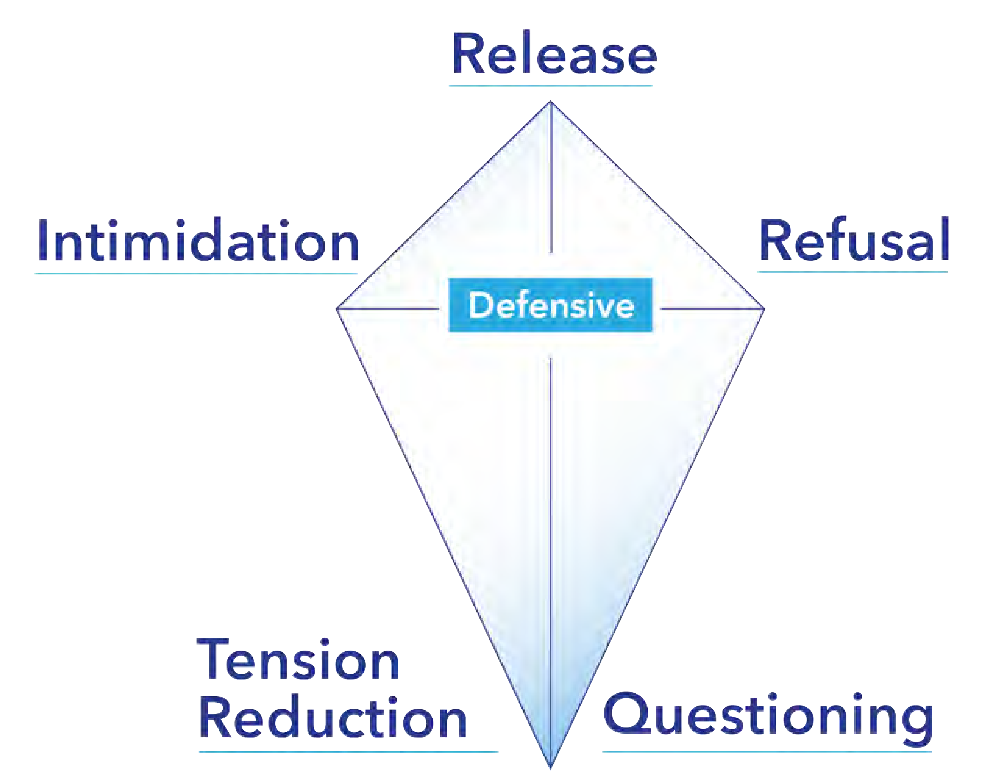 Release
Intimidation
Refusal
Defensive
Tension
Reduction
Questioning